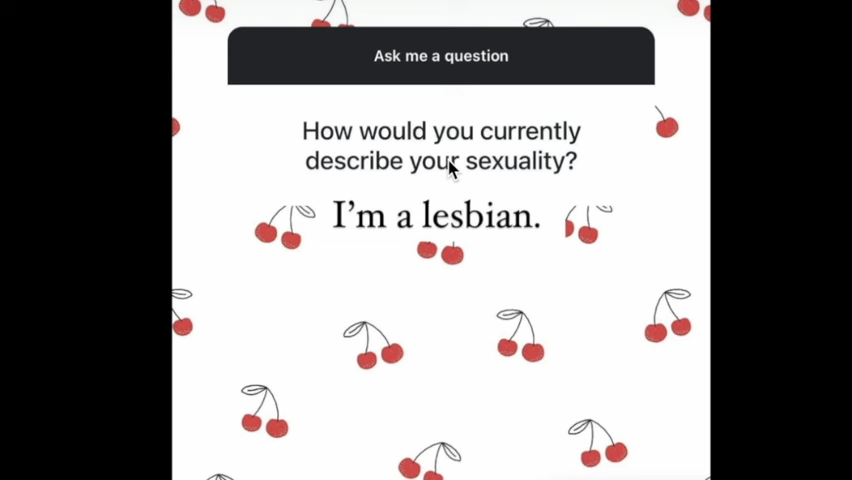 Ask me a question
How would you currently
describe your sexuality?
I'm a lesbian.